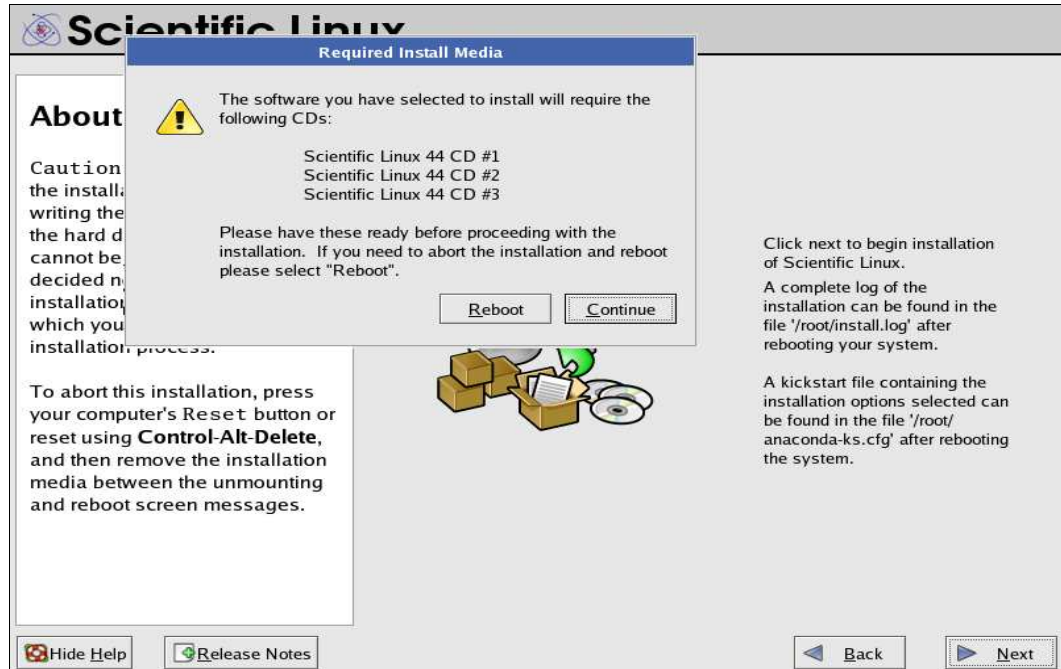 Scientific Linux
Required Install Media
The software you have selected to install will require the
following CDs:
Scientific Linux 44 CD #1
Scientific Linux 44 CD #2
Scientific Linux 44 CD #3
Please have these ready before proceeding with the
installation. If you need to abort the installation and reboot
please select "Reboot".
Reboot
Continue
About
Caution
the install
writing the
the hard d
cannot be
decided n
installation
which you
installation process.
To abort this installation, press
your computer's Reset button or
reset using Control-Alt-Delete,
and then remove the installation
media between the unmounting
and reboot screen messages.
Click next to begin installation
of Scientific Linux.
A complete log of the
installation can be found in the
file '/root/install.log' after
rebooting your system.
A kickstart file containing the
installation options selected can
be found in the file '/root/
anaconda-ks.cfg' after rebooting
the system.
Hide Help
Release Notes
Back
Next